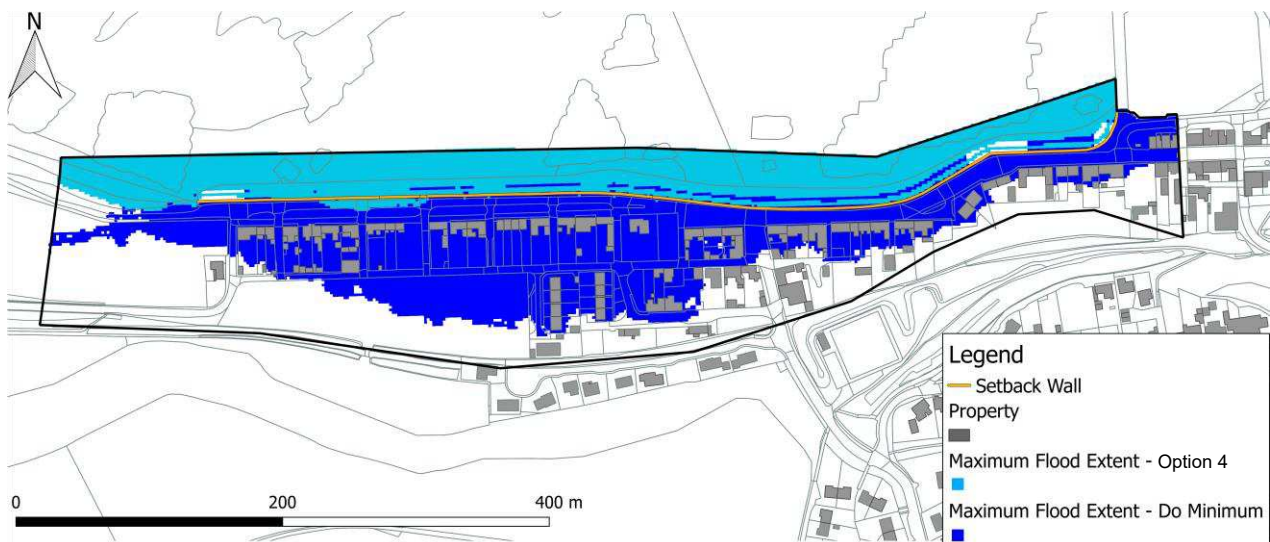 N
Legend
Setback Wall
Property
Maximum Flood Extent - Option 4
Maximum Flood Extent - Do Minimum
0 200 400 m